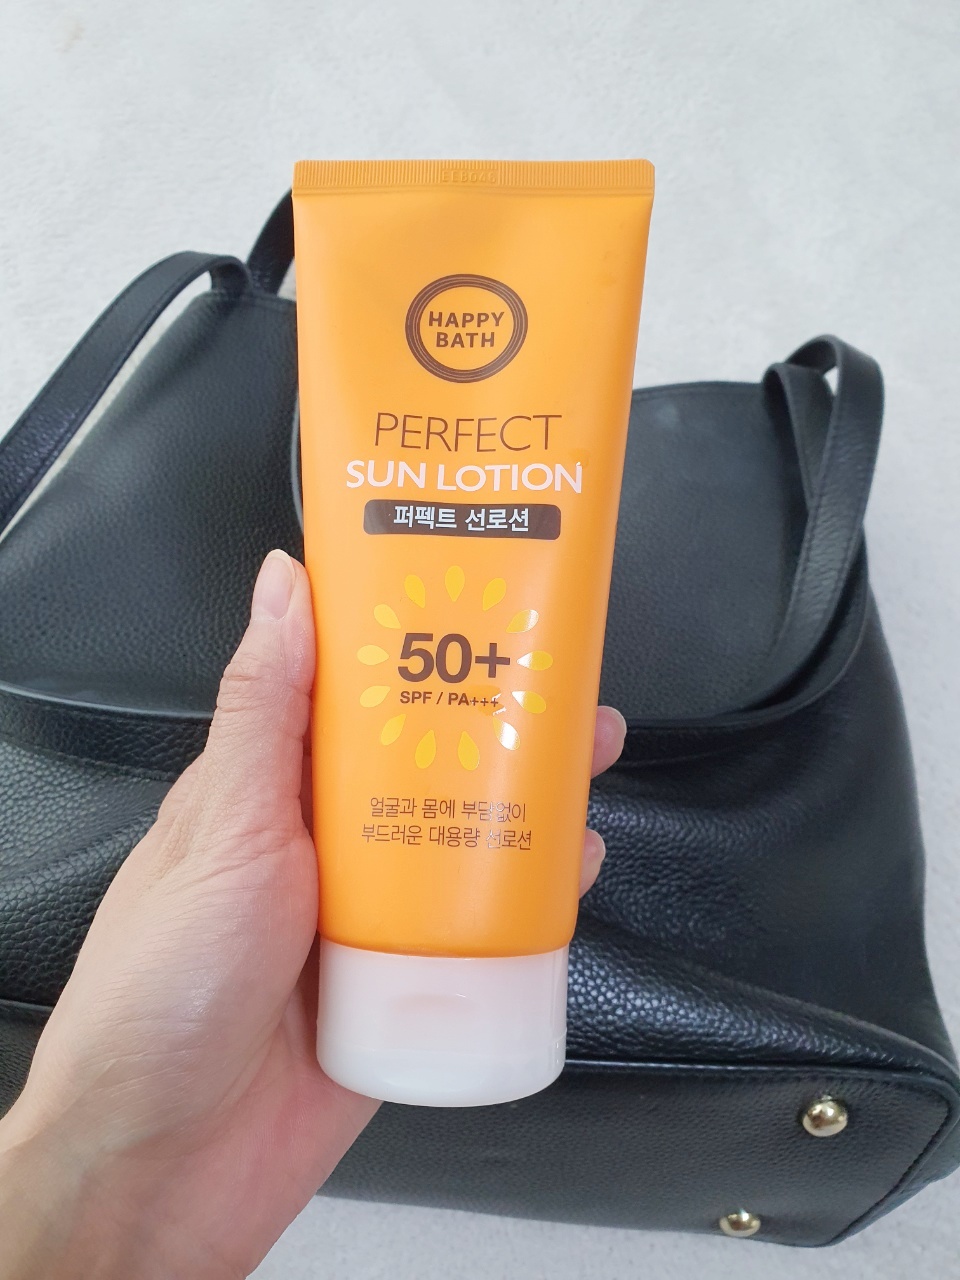 HAPPY
BATH
PERFECT
SUN LOTION
퍼펙트 선로션
50+
SPF / PA+++
얼굴과 몸에 부담없이
부드러운 대용량 선로션